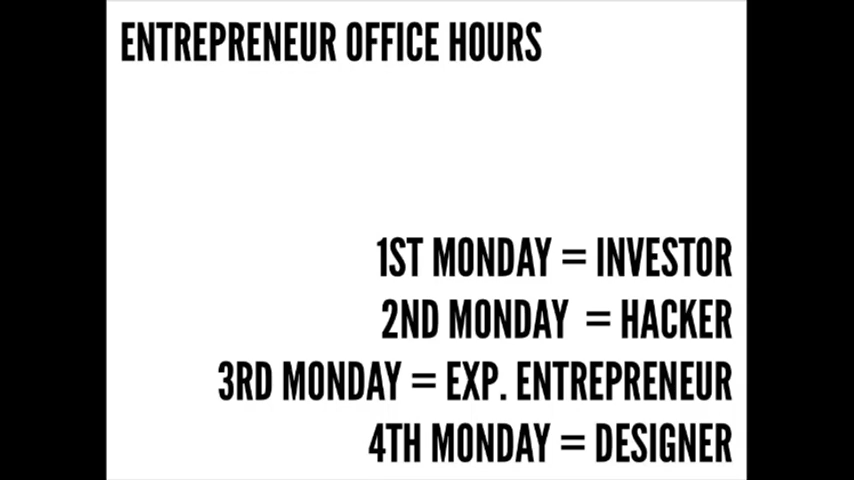 ENTREPRENEUR OFFICE HOURS
1ST MONDAY = INVESTOR
2ND MONDAY = HACKER
3RD MONDAY = EXP. ENTREPRENEUR
4TH MONDAY = DESIGNER